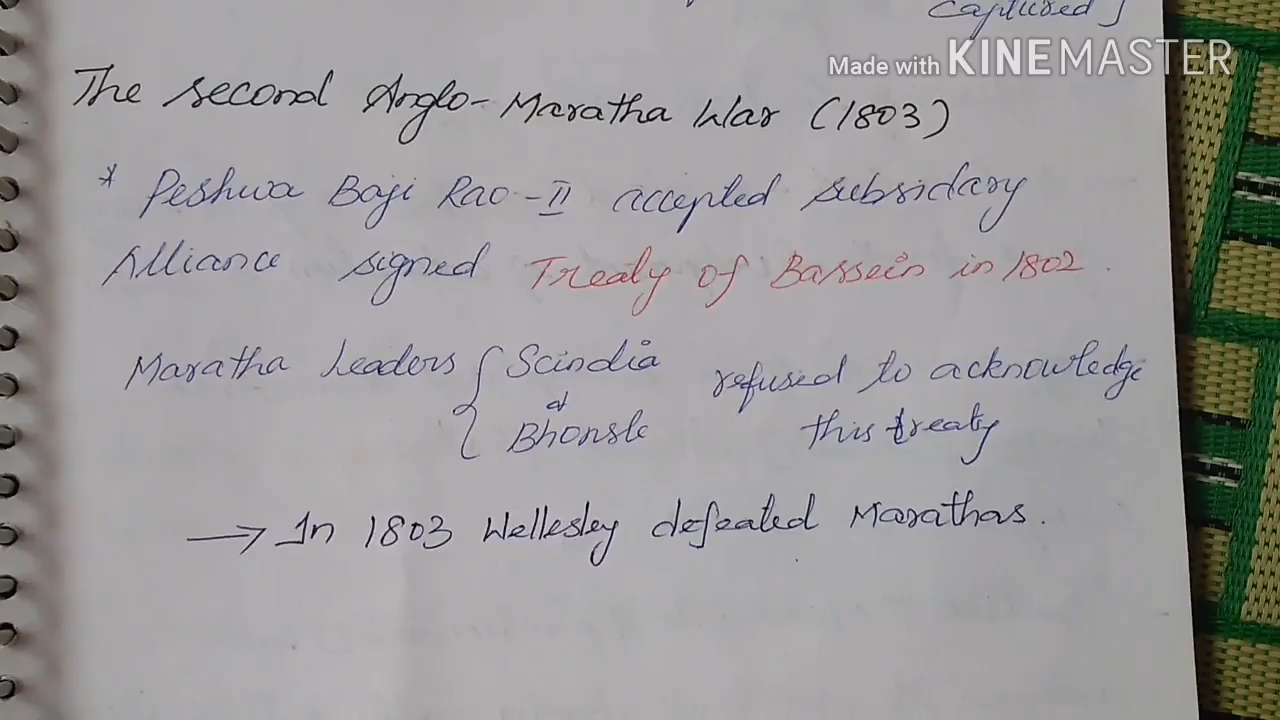 Captured]
Made with KINEMASTER
The second Anglo-Maratha War (1803)
* Peshwa Baji Rao-II accepted subsidary
Alliance signed Treaty of Bassein in 1802.
Maratha Leaders { Scindia & Bhonsle refused to acknowledge
this treaty
→ In 1803 Wellesley defeated Marathas.